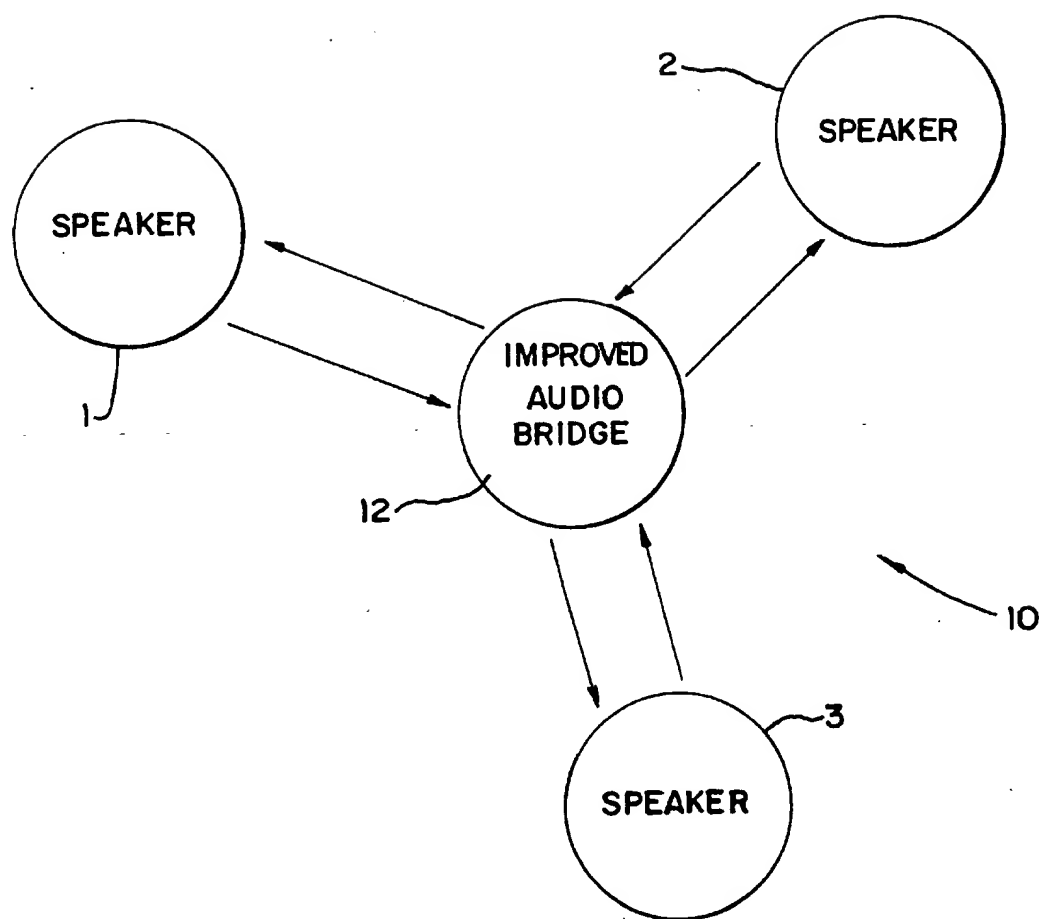 2
SPEAKER
SPEAKER
1
IMPROVED
AUDIO
BRIDGE
12
10
3
SPEAKER